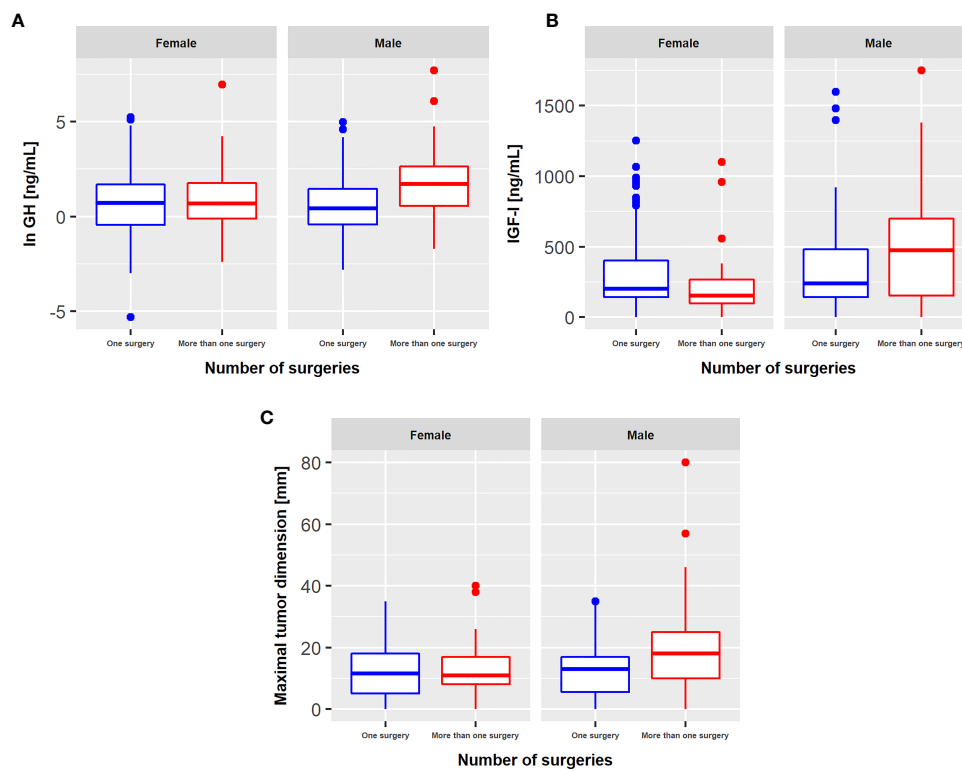 A
Female
Male
ln GH [ng/mL]
5
0
-5
One surgery
More than one surgery
One surgery
More than one surgery
Number of surgeries
B
Female
Male
IGF-I [ng/mL]
1500
1000
500
0
One surgery
More than one surgery
One surgery
More than one surgery
Number of surgeries
C
Female
Male
Maximal tumor dimension [mm]
80
60
40
20
0
One surgery
More than one surgery
One surgery
More than one surgery
Number of surgeries